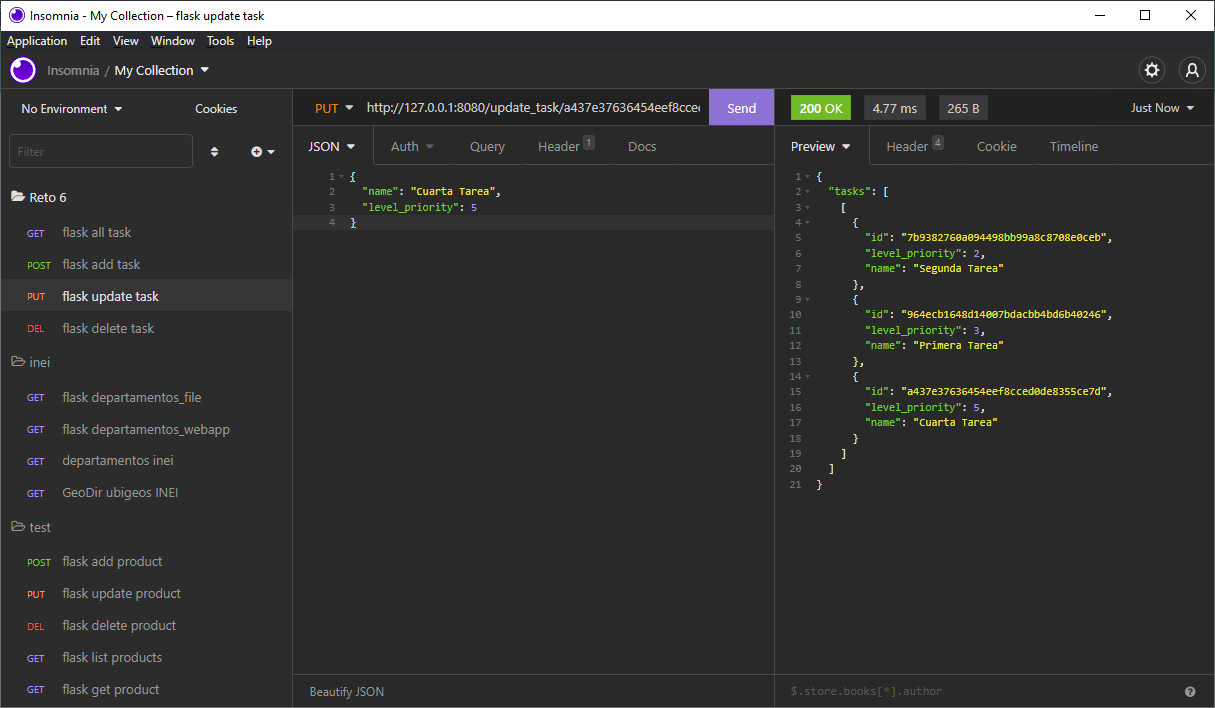 Insomnia - My Collection – flask update task
Application Edit View Window Tools Help
Insomnia / My Collection
No Environment Cookies
Filter
Reto 6
GET flask all task
POST flask add task
PUT flask update task
DEL flask delete task
inei
GET flask departamentos_file
GET flask departamentos_webapp
GET departamentos inei
GET GeoDir ubigeos INEI
test
POST flask add product
PUT flask update product
DEL flask delete product
GET flask list products
GET flask get product
PUT http://127.0.0.1:8080/update_task/a437e37636454eef8cced Send
JSON Auth Query Header 1 Docs
1 {
2 "name": "Cuarta Tarea",
3 "level_priority": 5
4 }
Beautify JSON
200 OK 4.77 ms 265 B Just Now
Preview Header 4 Cookie Timeline
1 {
2 "tasks": [
3 [
4 {
5 "id": "7b9382760a094498bb99a8c8708e0ceb",
6 "level_priority": 2,
7 "name": "Segunda Tarea"
8 },
9 {
10 "id": "964ecb1648d14007bdacbb4bd6b40246",
11 "level_priority": 3,
12 "name": "Primera Tarea"
13 },
14 {
15 "id": "a437e37636454eef8cced0de8355ce7d",
16 "level_priority": 5,
17 "name": "Cuarta Tarea"
18 }
19 ]
20 ]
21 }
$.store.books[*].author